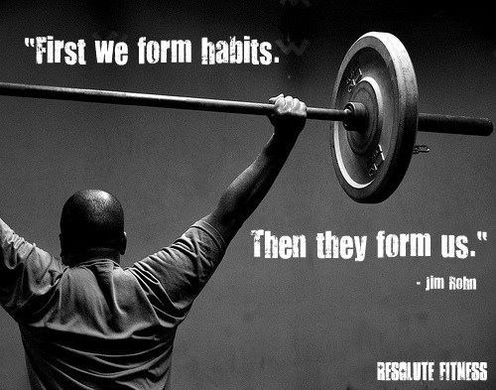 "First we form habits.
Then they form us."
- Jim Rohn
RESOLUTE FITNESS